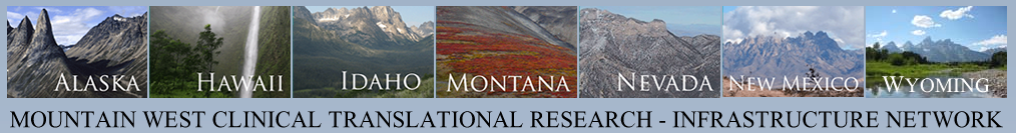 ALASKA HAWAII IDAHO MONTANA NEVADA NEW MEXICO WYOMING
MOUNTAIN WEST CLINICAL TRANSLATIONAL RESEARCH - INFRASTRUCTURE NETWORK